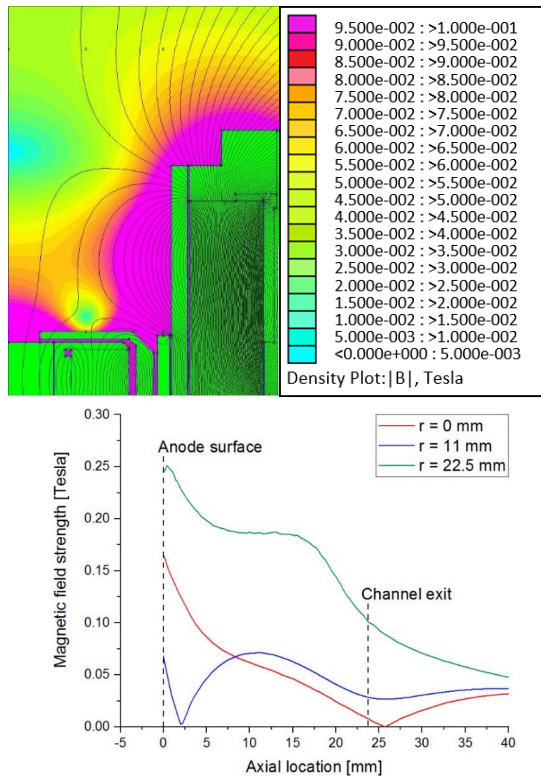 9.500e-002 : >1.000e-001
9.000e-002 : >9.500e-002
8.500e-002 : >9.000e-002
8.000e-002 : >8.500e-002
7.500e-002 : >8.000e-002
7.000e-002 : >7.500e-002
6.500e-002 : >7.000e-002
6.000e-002 : >6.500e-002
5.500e-002 : >6.000e-002
5.000e-002 : >5.500e-002
4.500e-002 : >5.000e-002
4.000e-002 : >4.500e-002
3.500e-002 : >4.000e-002
3.000e-002 : >3.500e-002
2.500e-002 : >3.000e-002
2.000e-002 : >2.500e-002
1.500e-002 : >2.000e-002
1.000e-002 : >1.500e-002
5.000e-003 : >1.000e-002
<0.000e+000 : 5.000e-003
Density Plot:|B|, Tesla
Magnetic field strength [Tesla]
0.30
0.25
0.20
0.15
0.10
0.05
0.00
Anode surface
r = 0 mm
r = 11 mm
r = 22.5 mm
Channel exit
-5 0 5 10 15 20 25 30 35 40
Axial location [mm]